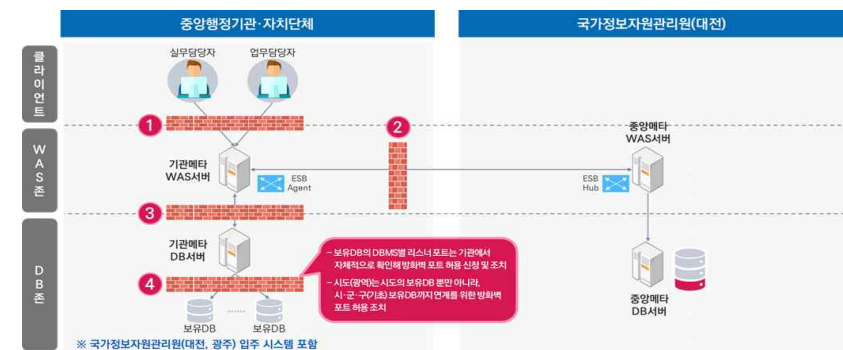 중앙행정기관·자치단체
국가정보자원관리원(대전)
클라이언트
실무담당자
업무담당자
1
2
중앙메타
WAS서버
WAS존
기관메타
WAS서버
ESB
Agent
ESB
Hub
3
기관메타
DB서버
DB존
4
- 보유DB의 DBMS별 리스너 포트는 기관에서
자체적으로 확인해 방화벽 포트 허용 신청 및 조치
- 시도(광역)는 시도의 보유DB 뿐만 아니라,
시·군·구(기초) 보유DB까지 연계를 위한 방화벽
포트 허용 조치
중앙메타
DB서버
보유DB
......
보유DB
※ 국가정보자원관리원(대전, 광주) 입주 시스템 포함